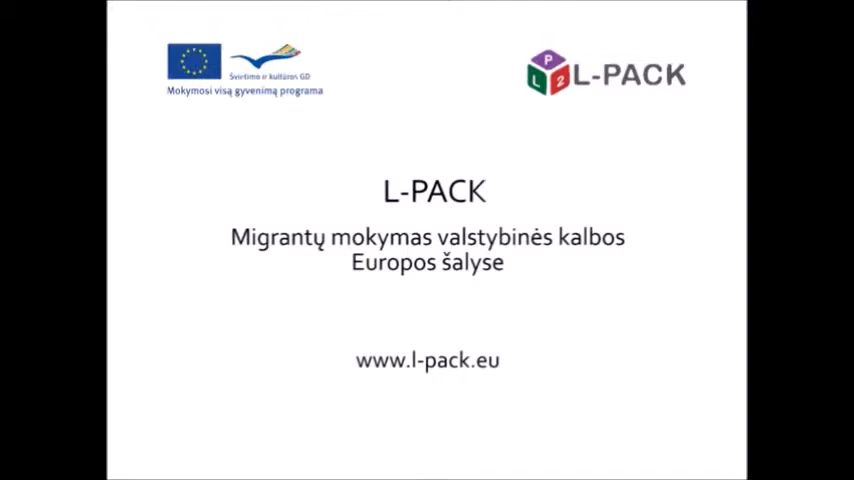 Švietimo ir kultūros GD
Mokymosi visą gyvenimą programa
P
L
2
L-PACK
L-PACK
Migrantų mokymas valstybinės kalbos
Europos šalyse
www.l-pack.eu